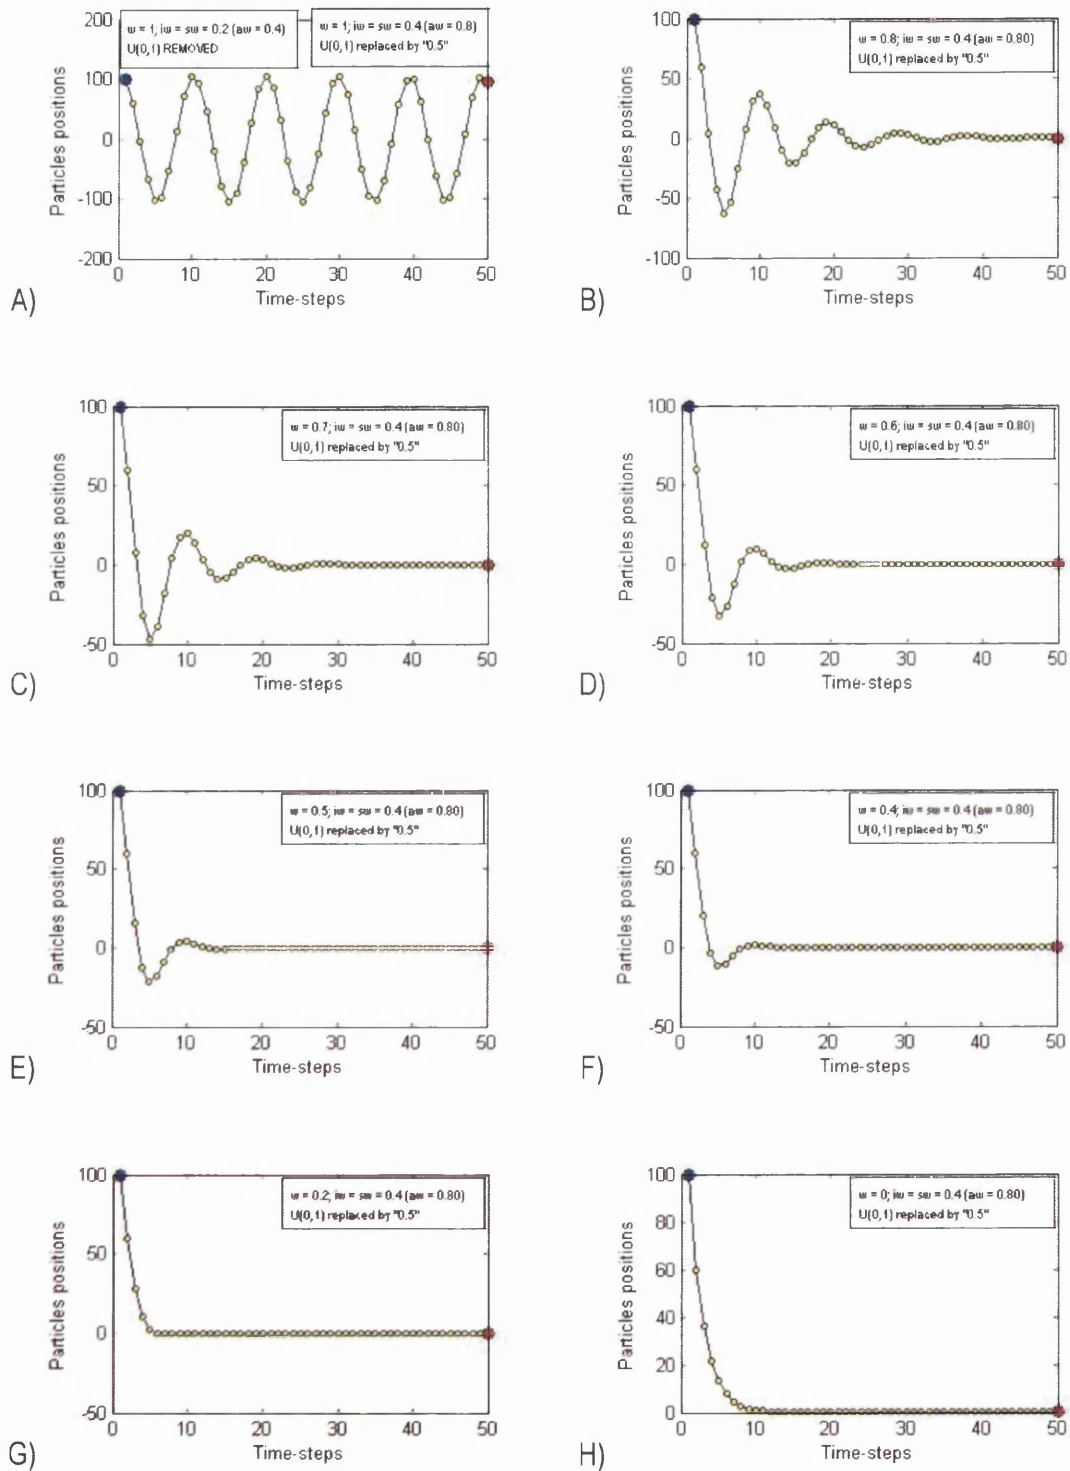 w = 1; iw = sw = 0.2 (aw = 0.4)
U(0,1) REMOVED
w = 1; iw = sw = 0.4 (aw = 0.8)
U(0,1) replaced by "0.5"
Particles positions
200
100
0
-100
-200
0 10 20 30 40 50
Time-steps
A)
w = 0.8; iw = sw = 0.4 (aw = 0.80)
U(0,1) replaced by "0.5"
Particles positions
100
50
0
-50
-100
0 10 20 30 40 50
Time-steps
B)
w = 0.7; iw = sw = 0.4 (aw = 0.80)
U(0,1) replaced by "0.5"
Particles positions
100
50
0
-50
0 10 20 30 40 50
Time-steps
C)
w = 0.6; iw = sw = 0.4 (aw = 0.80)
U(0,1) replaced by "0.5"
Particles positions
100
50
0
-50
0 10 20 30 40 50
Time-steps
D)
w = 0.5; iw = sw = 0.4 (aw = 0.80)
U(0,1) replaced by "0.5"
Particles positions
100
50
0
-50
0 10 20 30 40 50
Time-steps
E)
w = 0.4; iw = sw = 0.4 (aw = 0.80)
U(0,1) replaced by "0.5"
Particles positions
100
50
0
-50
0 10 20 30 40 50
Time-steps
F)
w = 0.2; iw = sw = 0.4 (aw = 0.80)
U(0,1) replaced by "0.5"
Particles positions
100
50
0
-50
0 10 20 30 40 50
Time-steps
G)
w = 0; iw = sw = 0.4 (aw = 0.80)
U(0,1) replaced by "0.5"
Particles positions
100
80
60
40
20
0
0 10 20 30 40 50
Time-steps
H)